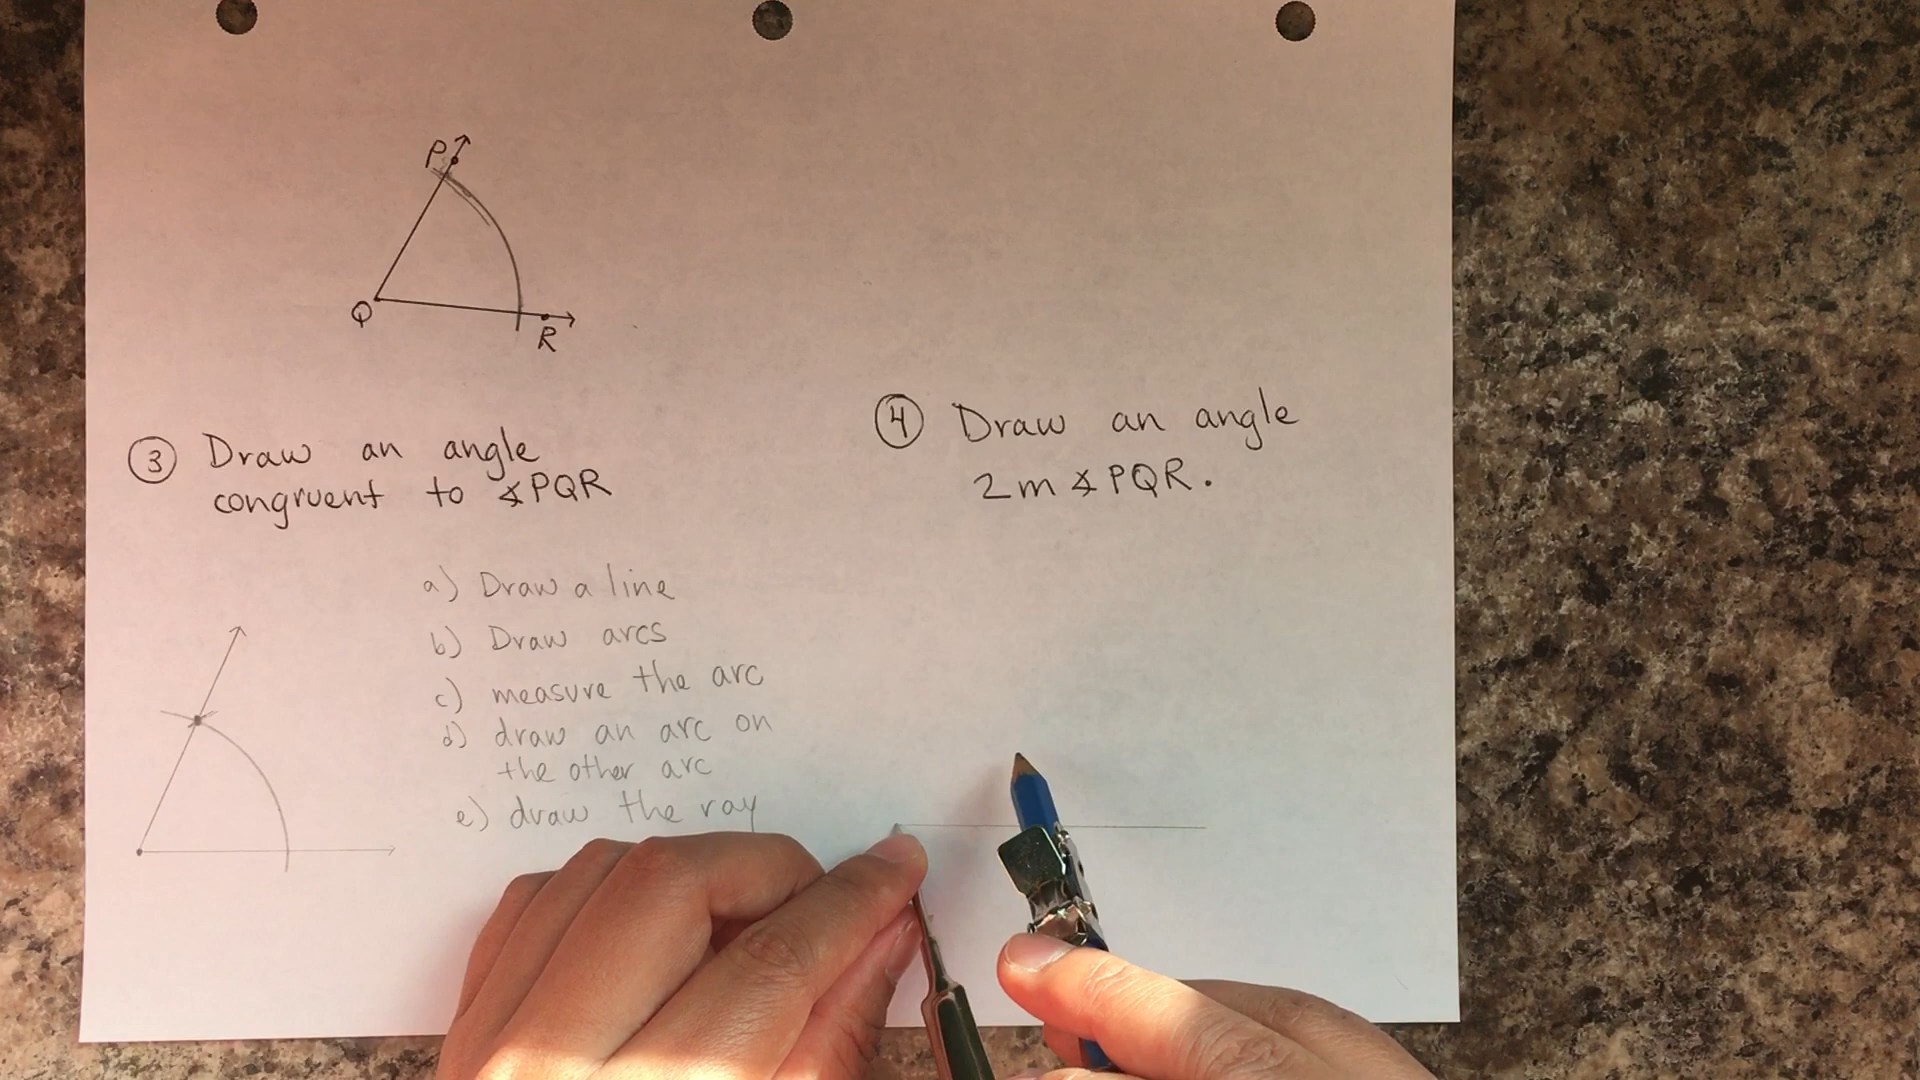 P
Q
R
③ Draw an angle
congruent to ∡PQR
a) Draw a line
b) Draw arcs
c) measure the arc
d) draw an arc on
the other arc
e) draw the ray
④ Draw an angle
2m∡PQR.